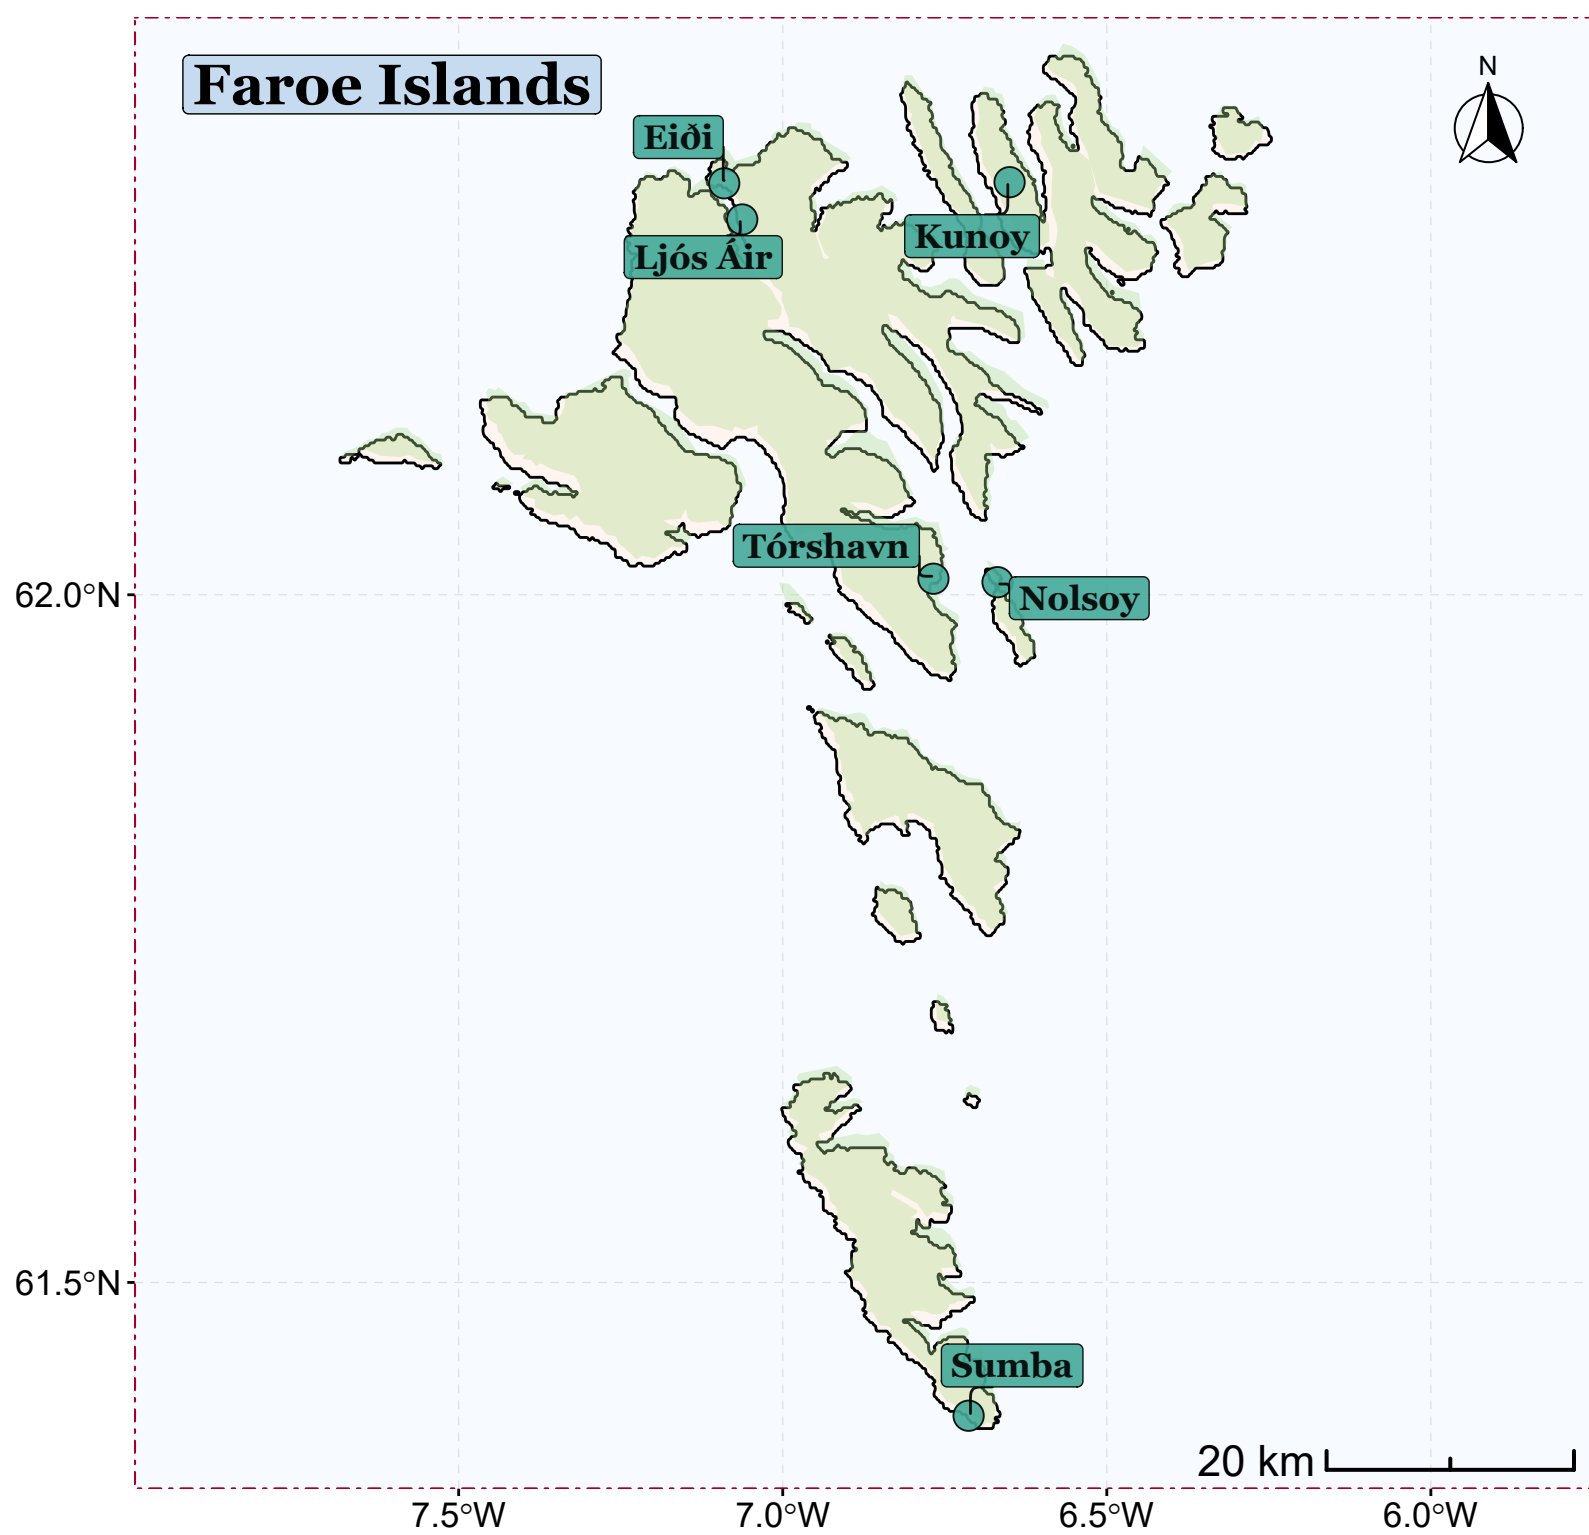 Faroe Islands
N
Eiði
Ljós Áir
Kunoy
Tórshavn
Nolsoy
62.0°N
61.5°N
Sumba
20 km
7.5°W
7.0°W
6.5°W
6.0°W